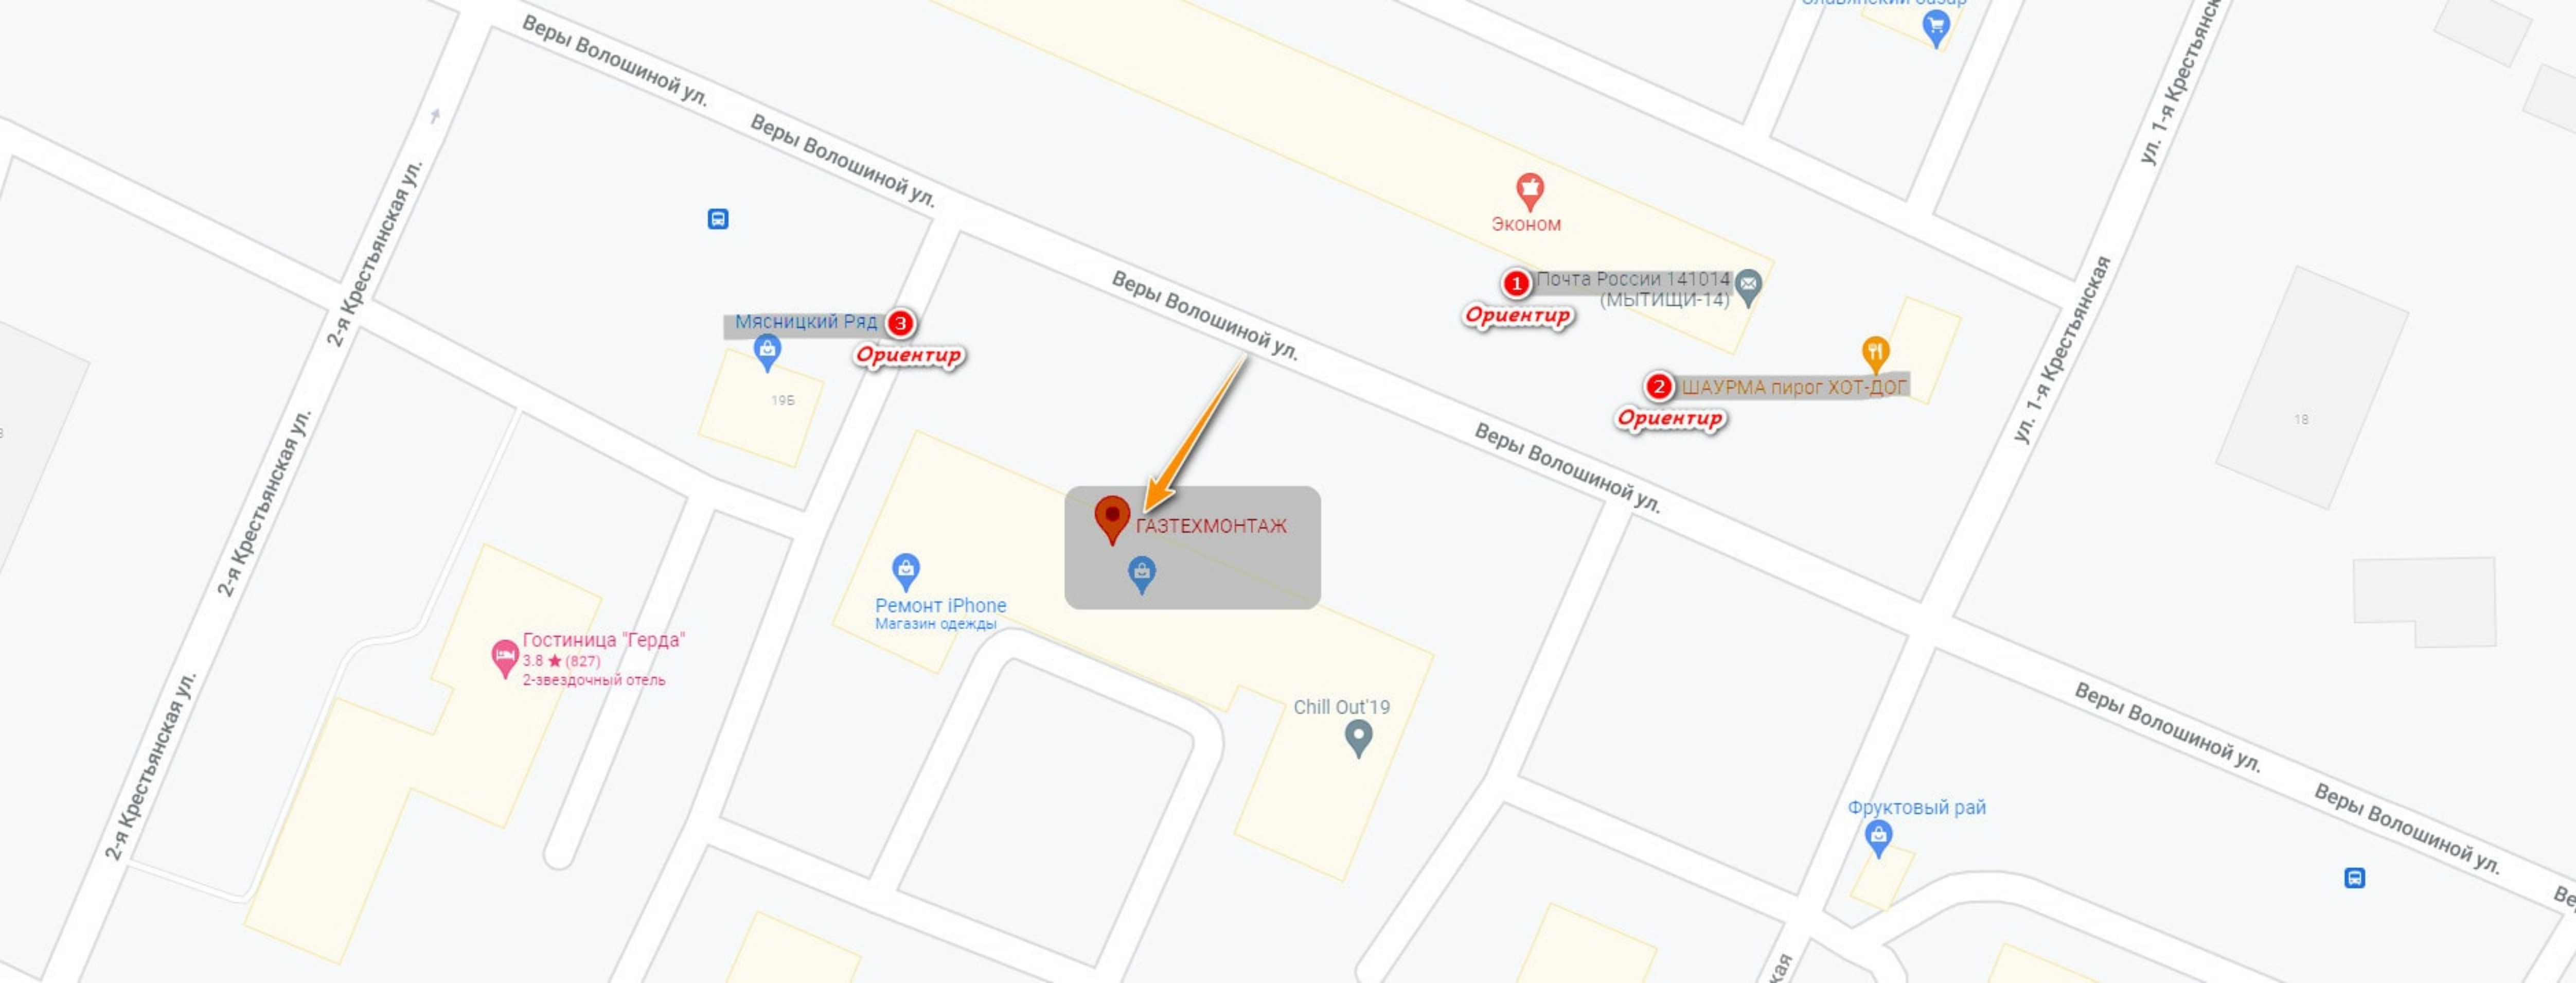 Веры Волошиной ул.
ул. 1-я Крестьянск
Веры Волошиной ул.
2-я Крестьянская ул.
Эконом
Веры Волошиной ул.
1
Почта России 141014
(МЫТИЩИ-14)
Ориентир
ул. 1-я Крестьянская
Мясницкий Ряд
3
Ориентир
2
ШАУРМА пирог ХОТ-ДОГ
Ориентир
19Б
18
2-я Крестьянская ул.
Веры Волошиной ул.
ГАЗТЕХМОНТАЖ
Ремонт iPhone
Магазин одежды
Гостиница "Герда"
3.8 ★ (827)
2-звездочный отель
Chill Out'19
2-я Крестьянская ул.
Веры Волошиной ул.
Фруктовый рай
Веры Волошиной ул.
Ве
кая